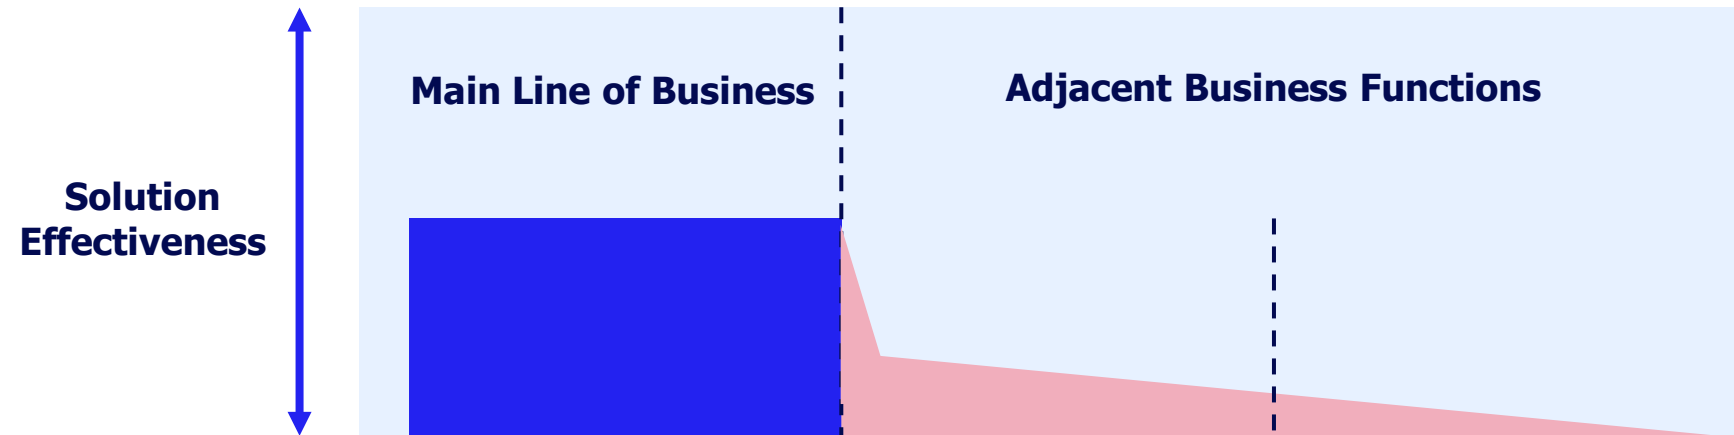 Main Line of Business
Adjacent Business Functions
Solution
Effectiveness